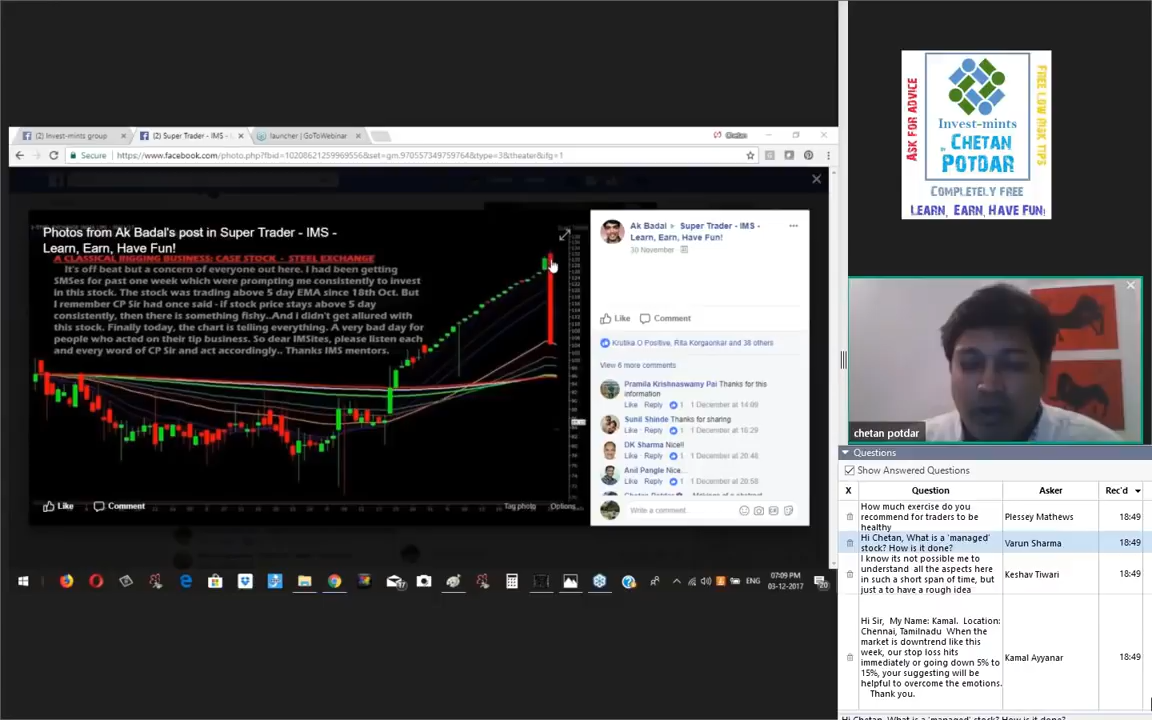 (2) Invest-mints group
(2) Super Trader - IMS -
launcher | GoToWebinar
Secure
https://www.facebook.com/photo.php?fbid=10208621259969556&set=gm.970557349759764&type=3&theater&ifg=1
Photos from Ak Badal's post in Super Trader - IMS -
Learn, Earn, Have Fun!
A CLASSICAL RIGGING BUSINESS: CASE STOCK - STEEL EXCHANGE
It's off beat but a concern of everyone out here. I had been getting
SMSes for past one week which were prompting me consistently to invest
in this stock. The stock was trading above 5 day EMA since 18th Oct. But
I remember CP Sir had once said - if stock price stays above 5 day
consistently, then there is something fishy..And i didn't get allured with
this stock. Finally today, the chart is telling everything. A very bad day for
people who acted on their tip business. So dear IMSites, please listen each
and every word of CP Sir and act accordingly.. Thanks IMS mentors.
Like Comment
Tag photo Options
Ak Badal ▸ Super Trader - IMS -
Learn, Earn, Have Fun!
30 November
Like Comment
Krutika O Positive, Rita Korgaonkar and 38 others
View 6 more comments
Pramila Krishnaswamy Pai Thanks for this
information
Like · Reply · 1 · 1 December at 14:09
Sunil Shinde Thanks for sharing
Like · Reply · 1 · 1 December at 18:29
DK Sharma Nice!!
Like · Reply · 1 · 1 December at 20:48
Anil Pangle Nice...
Like · Reply · 1 · 1 December at 20:58
Write a comment...
ENG
07:09 PM
03-12-2017
ASK FOR ADVICE
FREE LOW RISK TIPS
Invest-mints
by CHETAN
POTDAR
COMPLETELY FREE
LEARN, EARN, HAVE FUN!
chetan potdar
Questions
Show Answered Questions
X Question Asker Rec'd
How much exercise do you
recommend for traders to be
healthy
Plessey Mathews 18:49
Hi Chetan, What is a 'managed'
stock? How is it done?
Varun Sharma 18:49
I know its not possible me to
understand all the aspects here
in such a short span of time, but
just a to have a rough idea
Keshav Tiwari 18:49
Hi Sir, My Name: Kamal. Location:
Chennai, Tamilnadu When the
market is downtrend like this
week, our stop loss hits
immediately or going down 5% to
15%, your suggesting will be
helpful to overcome the emotions.
Thank you.
Kamal Ayyanar 18:49
Hi Chetan, What is a 'managed' stock? How is it done?